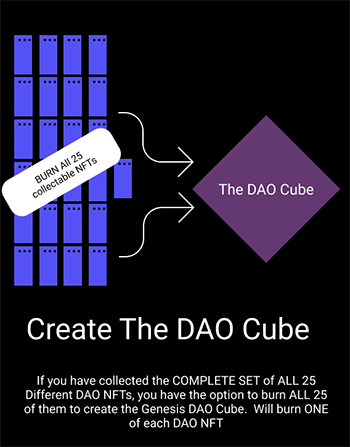 BURN All 25
collectable NFTs
The DAO Cube
Create The DAO Cube
If you have collected the COMPLETE SET of ALL 25
Different DAO NFTs, you have the option to burn ALL 25
of them to create the Genesis DAO Cube.  Will burn ONE
of each DAO NFT